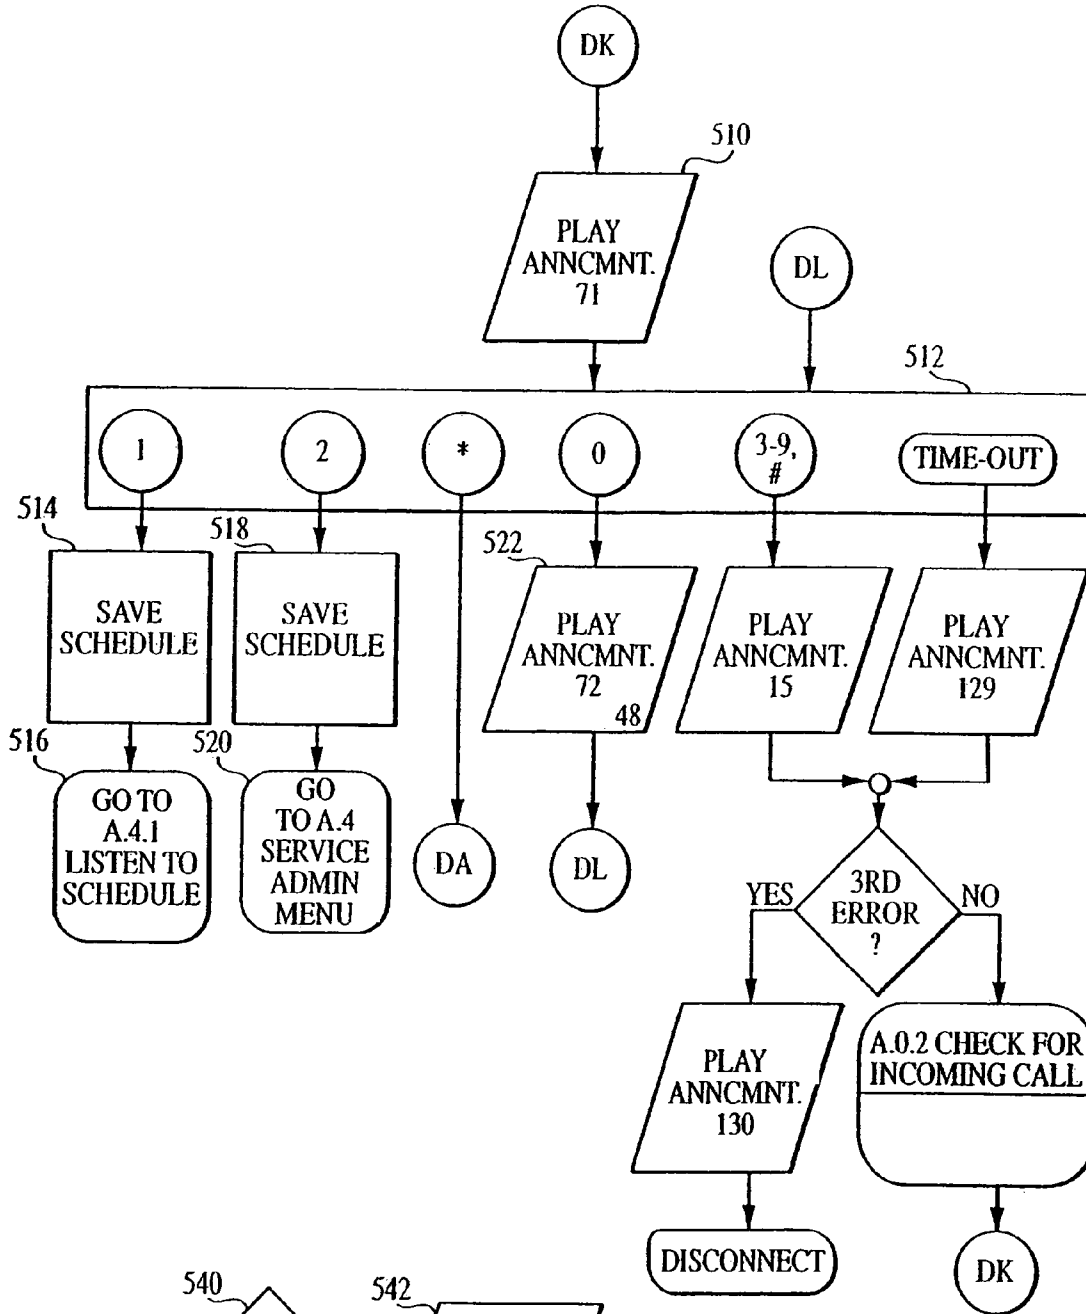 DK
510
PLAY
ANNCMNT.
71
DL
512
1
2
*
0
3-9,
#
TIME-OUT
514
SAVE
SCHEDULE
518
SAVE
SCHEDULE
522
PLAY
ANNCMNT.
72
48
PLAY
ANNCMNT.
15
PLAY
ANNCMNT.
129
516
GO TO
A.4.1
LISTEN TO
SCHEDULE
520
GO
TO A.4
SERVICE
ADMIN
MENU
DA
DL
YES
3RD
ERROR
?
NO
PLAY
ANNCMNT.
130
A.0.2 CHECK FOR
INCOMING CALL
DISCONNECT
DK
540
542